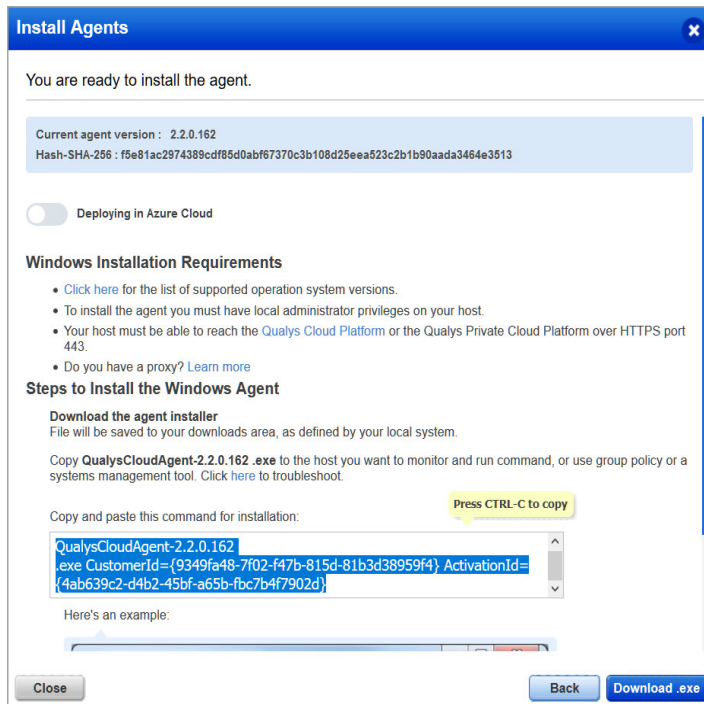 Install Agents
You are ready to install the agent.
Current agent version : 2.2.0.162
Hash-SHA-256 : f5e81ac2974389cdf85d0abf67370c3b108d25eea523c2b1b90aada3464e3513
Deploying in Azure Cloud
Windows Installation Requirements
• Click here for the list of supported operation system versions.
• To install the agent you must have local administrator privileges on your host.
• Your host must be able to reach the Qualys Cloud Platform or the Qualys Private Cloud Platform over HTTPS port
443.
• Do you have a proxy? Learn more
Steps to Install the Windows Agent
Download the agent installer
File will be saved to your downloads area, as defined by your local system.
Copy QualysCloudAgent-2.2.0.162 .exe to the host you want to monitor and run command, or use group policy or a
systems management tool. Click here to troubleshoot.
Press CTRL-C to copy
Copy and paste this command for installation:
QualysCloudAgent-2.2.0.162
.exe CustomerId={9349fa48-7f02-f47b-815d-81b3d38959f4} ActivationId=
{4ab639c2-d4b2-45bf-a65b-fbc7b4f7902d}
Here's an example:
Close
Back
Download .exe